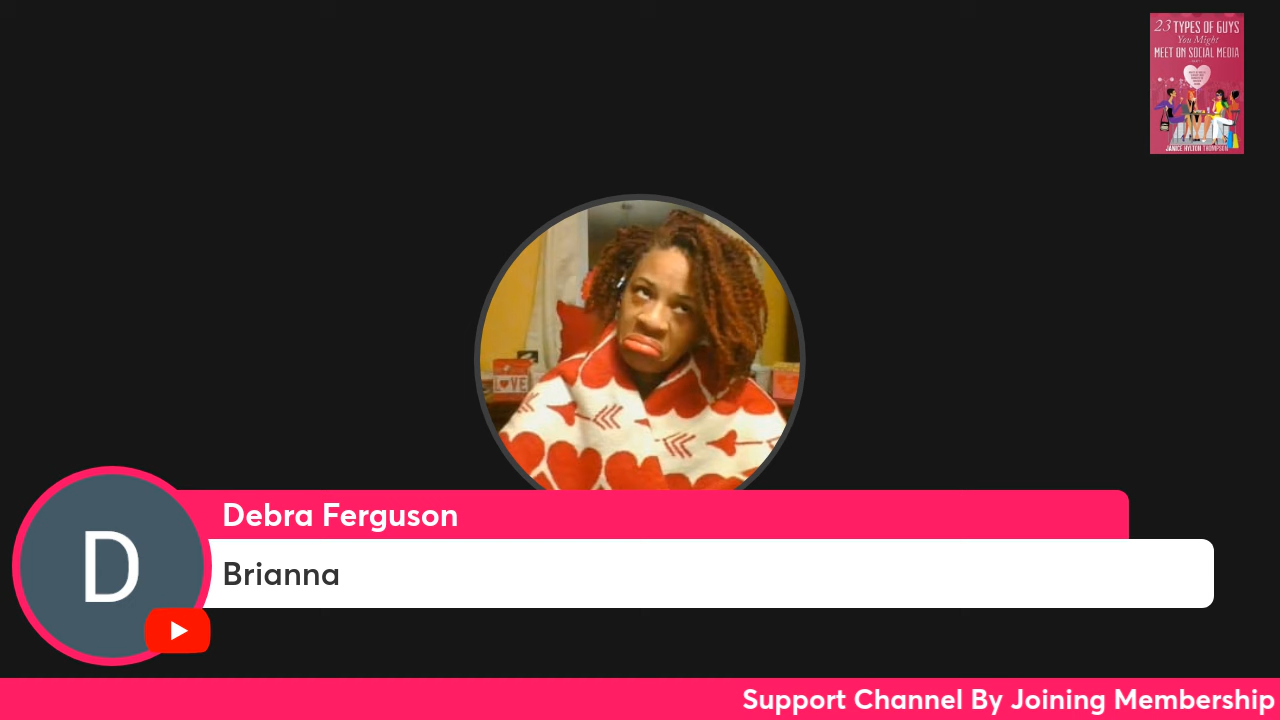 23 TYPES OF GUYS
You Might
MEET ON SOCIAL MEDIA
JANICE HYLTON THOMPSON
LOVE
Debra Ferguson
D
Brianna
Support Channel By Joining Membership